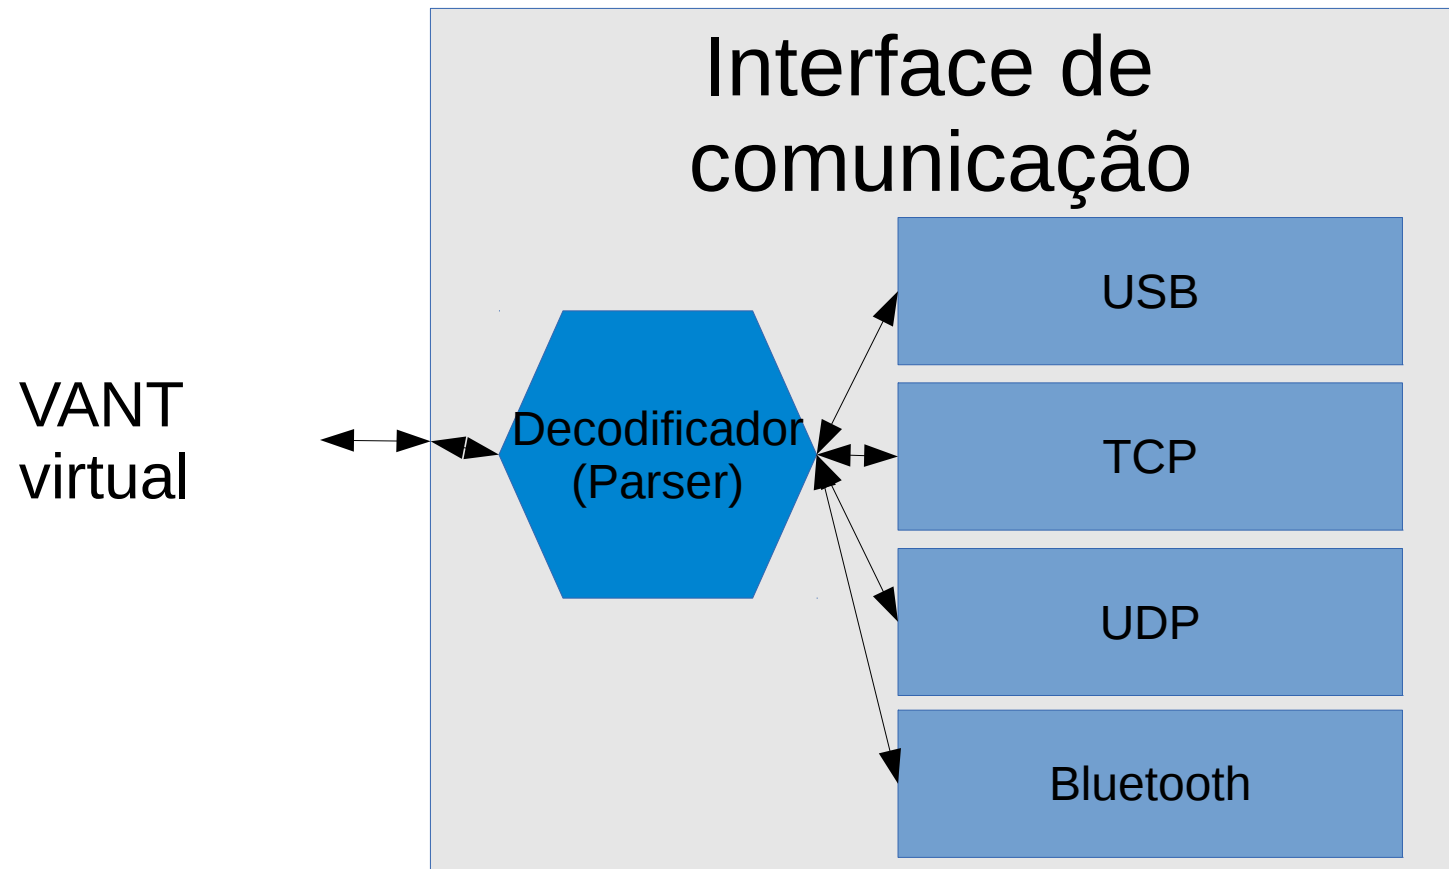 Interface de
comunicação
USB
VANT
virtual
Decodificador
(Parser)
TCP
UDP
Bluetooth